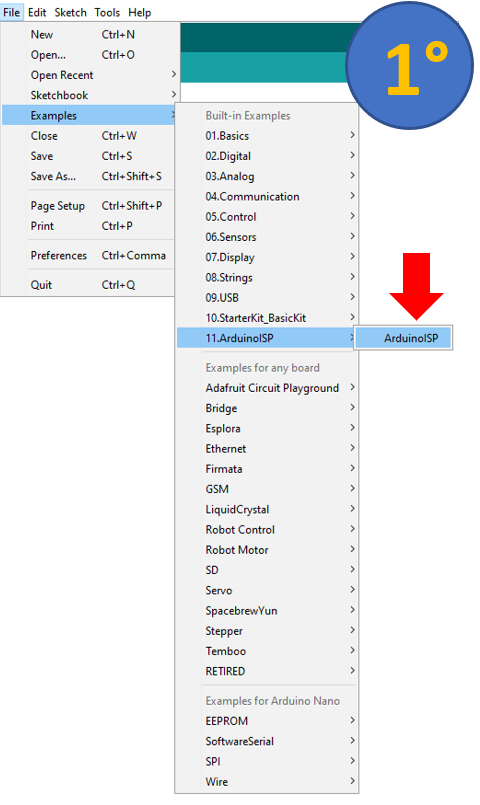 File Edit Sketch Tools Help
1°
New Ctrl+N
Open... Ctrl+O
Open Recent
Sketchbook
Examples
Close Ctrl+W
Save Ctrl+S
Save As... Ctrl+Shift+S
Page Setup Ctrl+Shift+P
Print Ctrl+P
Preferences Ctrl+Comma
Quit Ctrl+Q
Built-in Examples
01.Basics
02.Digital
03.Analog
04.Communication
05.Control
06.Sensors
07.Display
08.Strings
09.USB
10.StarterKit_BasicKit
11.ArduinoISP
ArduinoISP
Examples for any board
Adafruit Circuit Playground
Bridge
Esplora
Ethernet
Firmata
GSM
LiquidCrystal
Robot Control
Robot Motor
SD
Servo
SpacebrewYun
Stepper
Temboo
RETIRED
Examples for Arduino Nano
EEPROM
SoftwareSerial
SPI
Wire